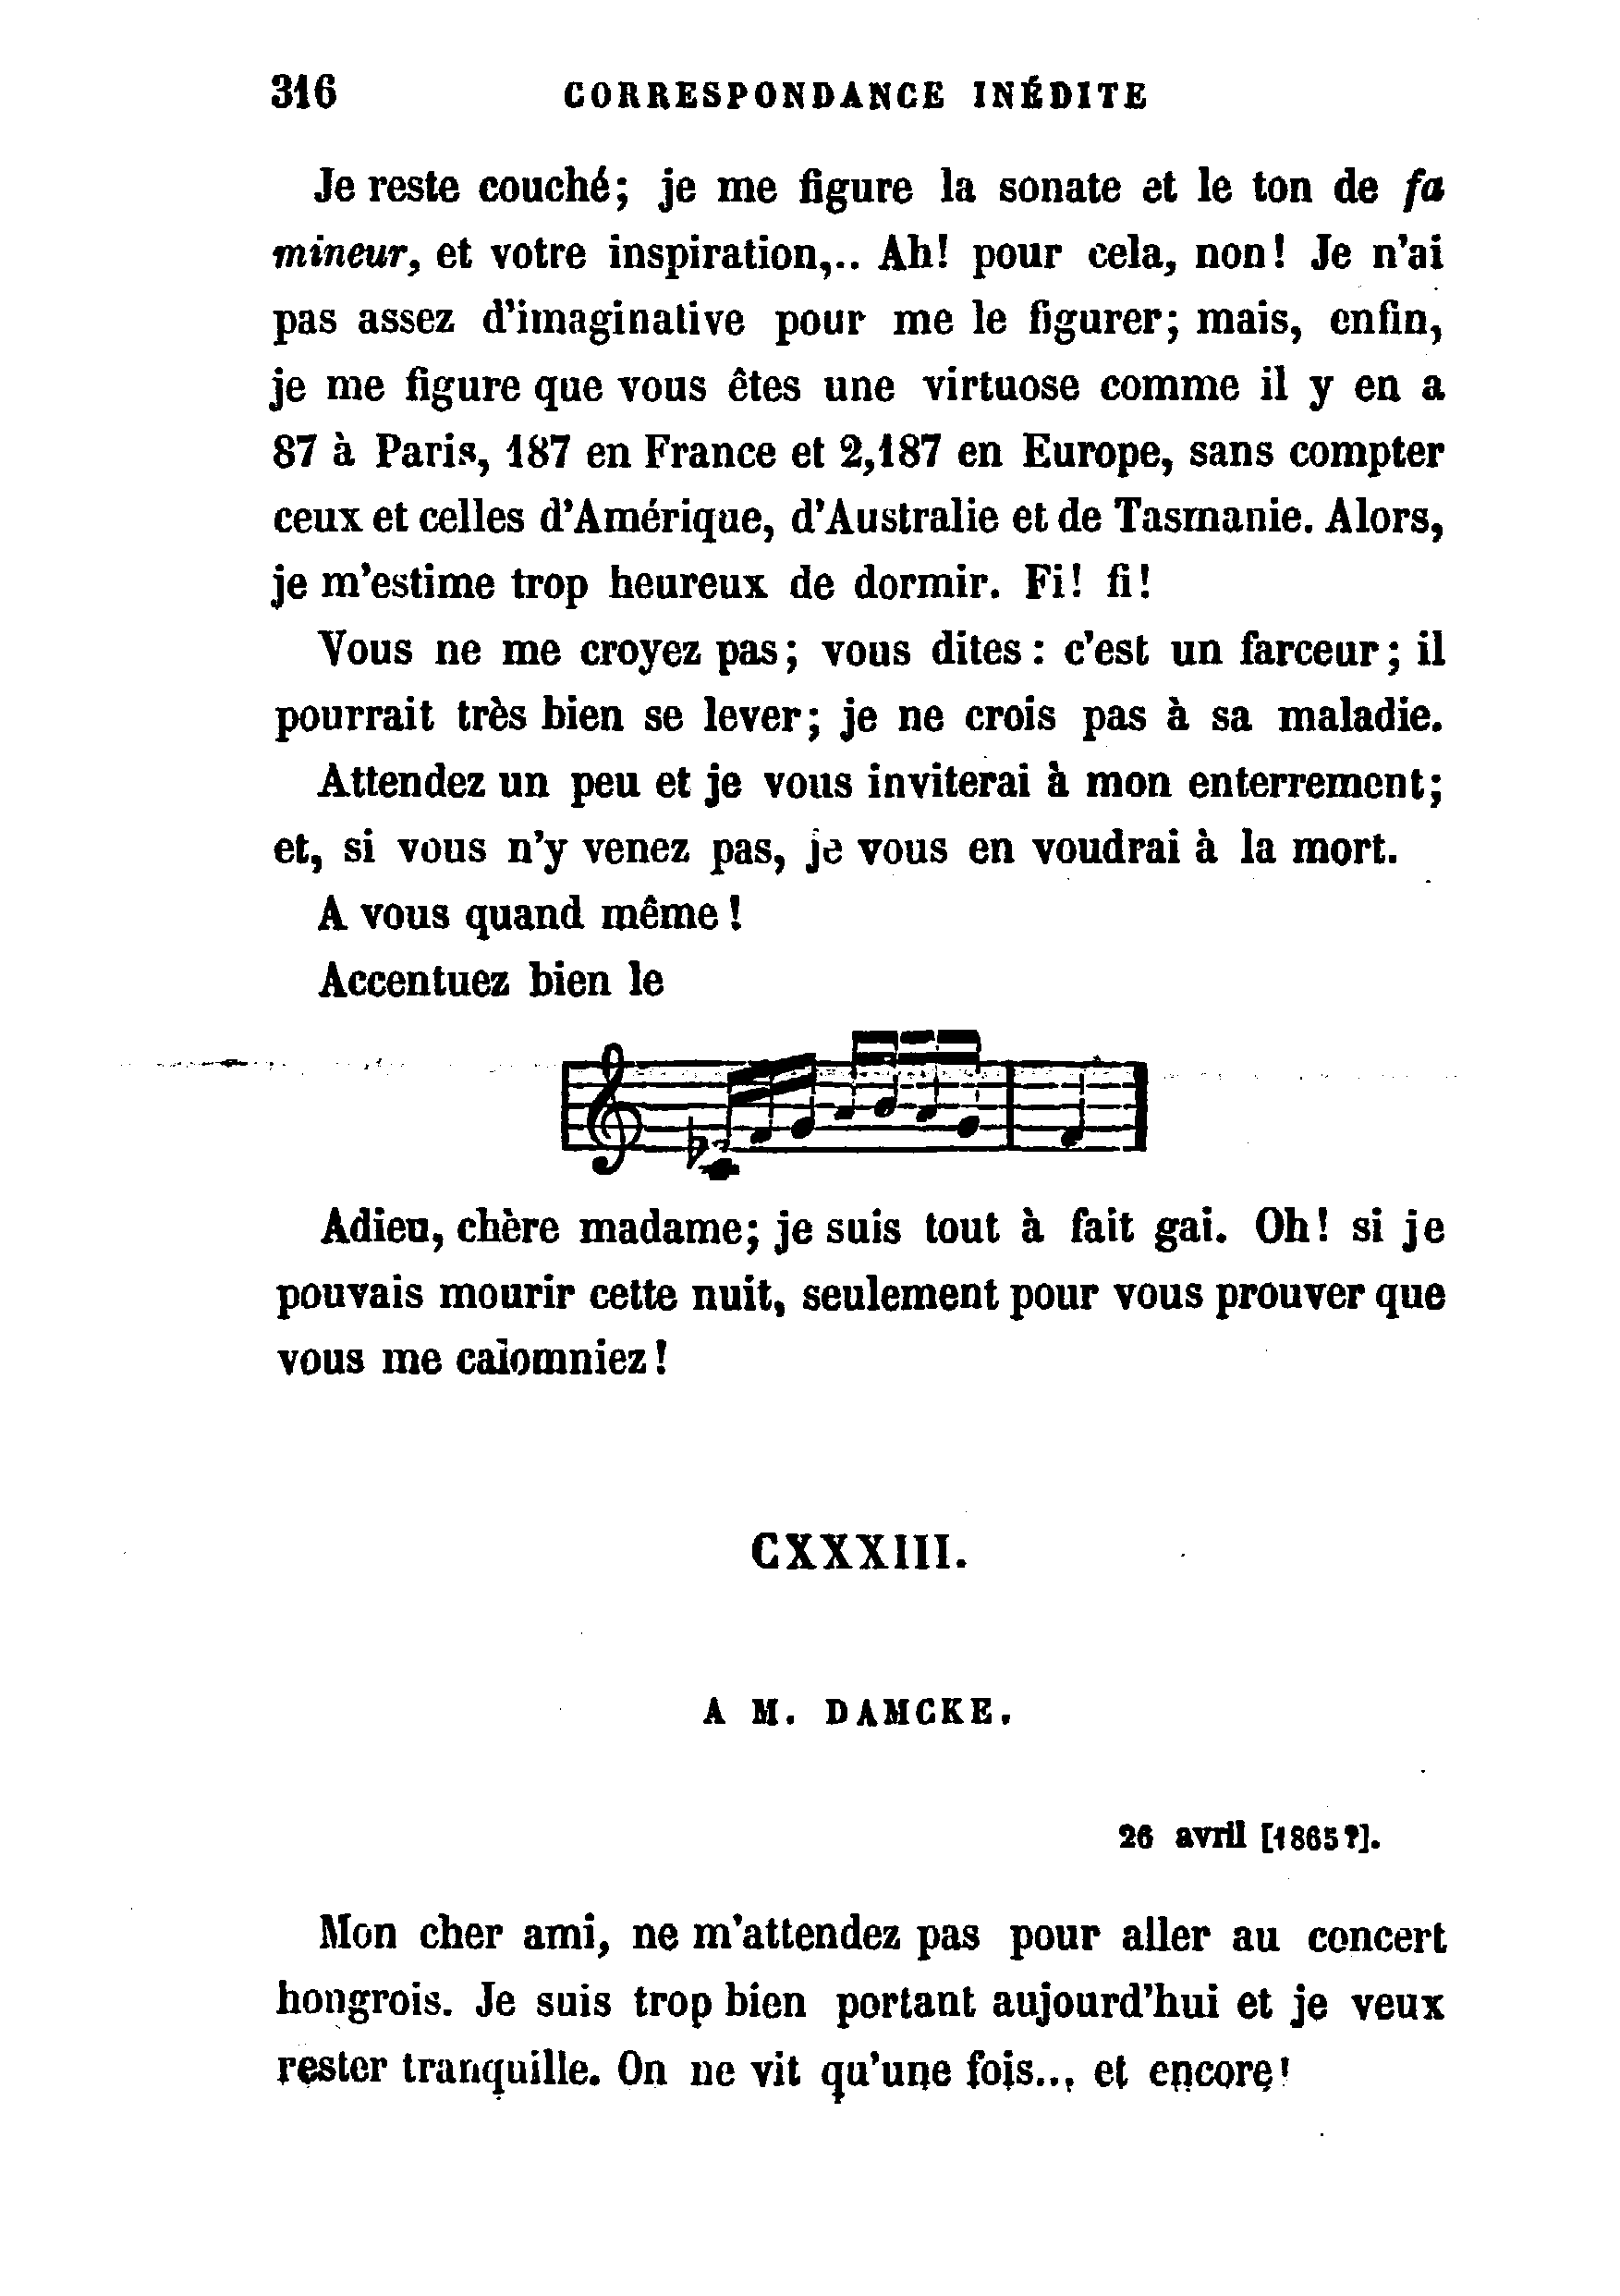 316 CORRESPONDANCE INÉDITE
Je reste couché; je me figure la sonate et le ton de fa
mineur, et votre inspiration,.. Ah! pour cela, non! Je n'ai
pas assez d'imaginative pour me le figurer; mais, enfin,
je me figure que vous êtes une virtuose comme il y en a
87 à Paris, 187 en France et 2,187 en Europe, sans compter
ceux et celles d'Amérique, d'Australie et de Tasmanie. Alors,
je m'estime trop heureux de dormir. Fi! fi!
Vous ne me croyez pas; vous dites: c'est un farceur; il
pourrait très bien se lever; je ne crois pas à sa maladie.
Attendez un peu et je vous inviterai à mon enterrement;
et, si vous n'y venez pas, je vous en voudrai à la mort.
A vous quand même!
Accentuez bien le
Adieu, chère madame; je suis tout à fait gai. Oh! si je
pouvais mourir cette nuit, seulement pour vous prouver que
vous me calomniez!
CXXXIII.
A M. DAMCKE.
26 avril [1865?].
Mon cher ami, ne m'attendez pas pour aller au concert
hongrois. Je suis trop bien portant aujourd'hui et je veux
rester tranquille. On ne vit qu'une fois... et encore!